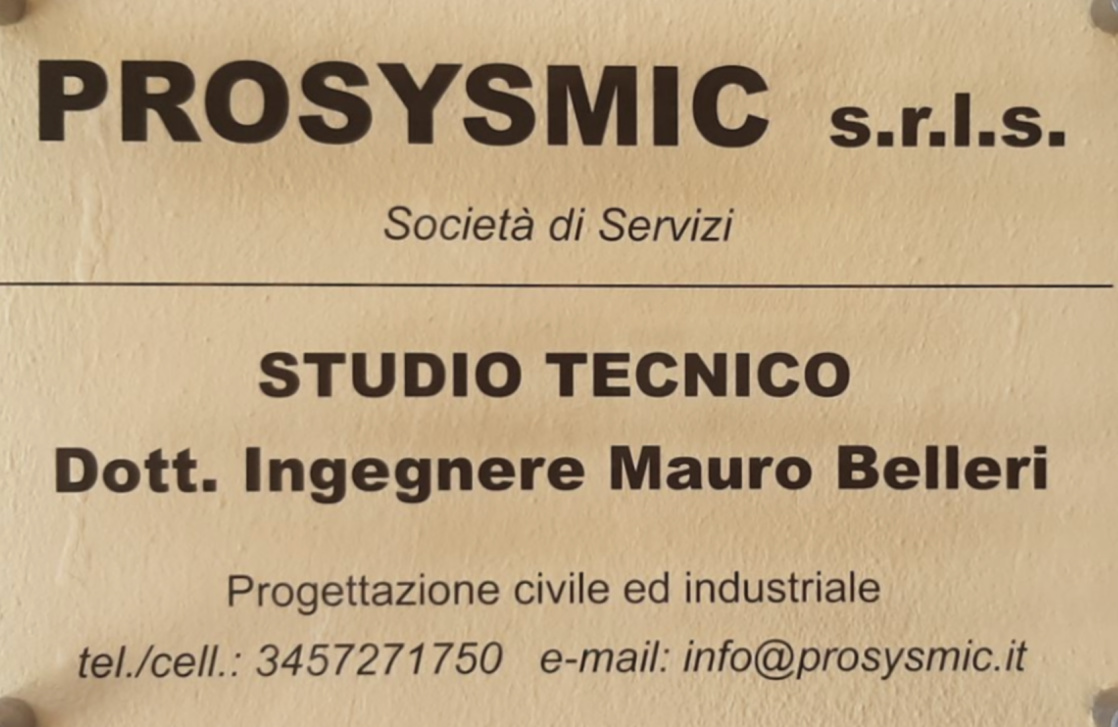 PROSYSMIC s.r.l.s.
Società di Servizi
STUDIO TECNICO
Dott. Ingegnere Mauro Belleri
Progettazione civile ed industriale
tel./cell.: 3457271750 e-mail: info@prosysmic.it